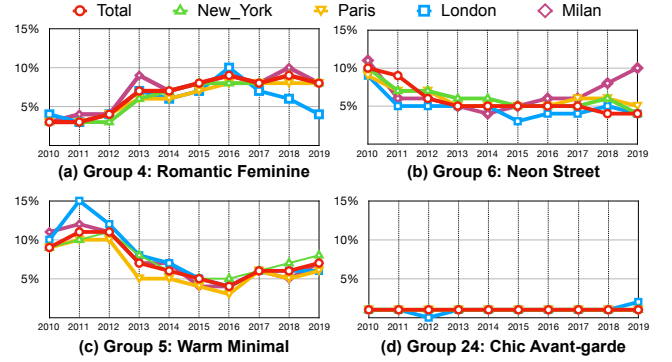 Total New_York Paris London Milan
15%
10%
5%
2010 2011 2012 2013 2014 2015 2016 2017 2018 2019
(a) Group 4: Romantic Feminine
15%
10%
5%
2010 2011 2012 2013 2014 2015 2016 2017 2018 2019
(b) Group 6: Neon Street
15%
10%
5%
2010 2011 2012 2013 2014 2015 2016 2017 2018 2019
(c) Group 5: Warm Minimal
15%
10%
5%
2010 2011 2012 2013 2014 2015 2016 2017 2018 2019
(d) Group 24: Chic Avant-garde